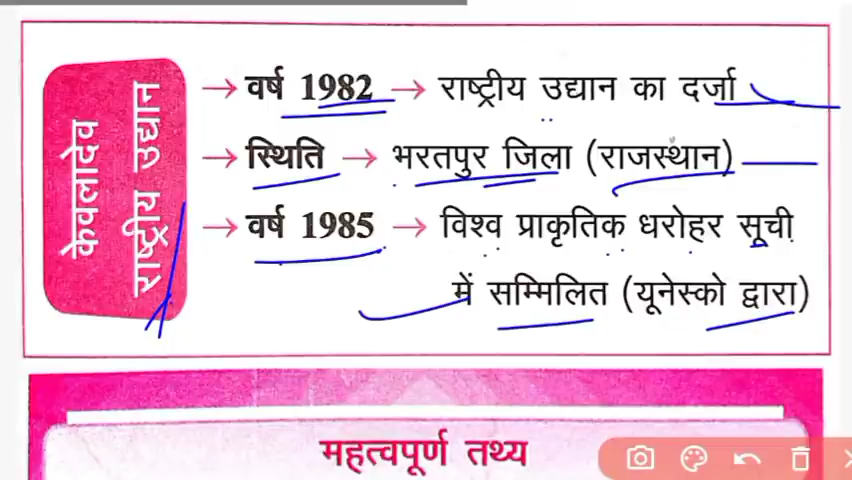 केवलादेव
राष्ट्रीय उद्यान
→ वर्ष 1982 → राष्ट्रीय उद्यान का दर्जा
→ स्थिति → भरतपुर जिला (राजस्थान)
→ वर्ष 1985 → विश्व प्राकृतिक धरोहर सूची
में सम्मिलित (यूनेस्को द्वारा)
महत्वपूर्ण तथ्य